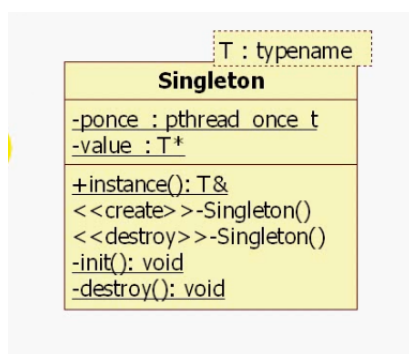 T : typename
Singleton
-ponce : pthread_once_t
-value : T*
+instance(): T&
<<create>>-Singleton()
<<destroy>>-Singleton()
-init(): void
-destroy(): void